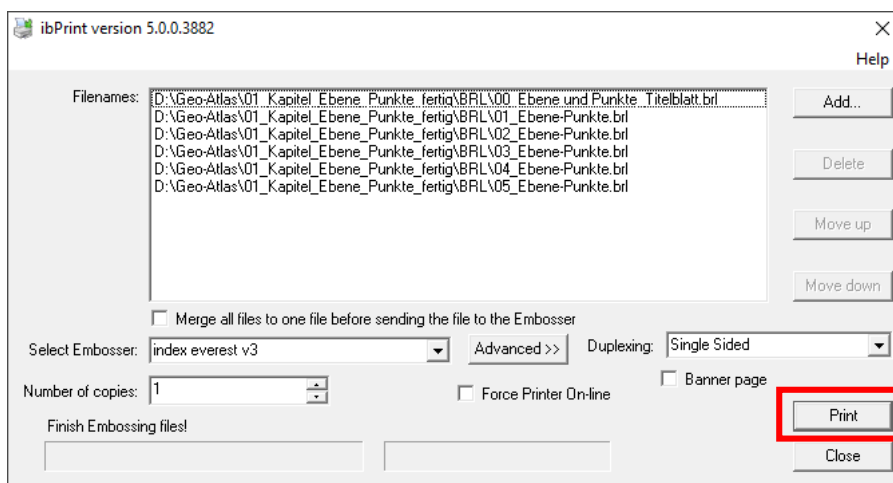 ibPrint version 5.0.0.3882
Help
Filenames:
D:\Geo-Atlas\01_Kapitel_Ebene_Punkte_fertig\BRL\00_Ebene und Punkte_Titelblatt.brl
D:\Geo-Atlas\01_Kapitel_Ebene_Punkte_fertig\BRL\01_Ebene-Punkte.brl
D:\Geo-Atlas\01_Kapitel_Ebene_Punkte_fertig\BRL\02_Ebene-Punkte.brl
D:\Geo-Atlas\01_Kapitel_Ebene_Punkte_fertig\BRL\03_Ebene-Punkte.brl
D:\Geo-Atlas\01_Kapitel_Ebene_Punkte_fertig\BRL\04_Ebene-Punkte.brl
D:\Geo-Atlas\01_Kapitel_Ebene_Punkte_fertig\BRL\05_Ebene-Punkte.brl
Add...
Delete
Move up
Move down
Merge all files to one file before sending the file to the Embosser
Select Embosser: index everest v3 Advanced >> Duplexing: Single Sided
Number of copies: 1 Force Printer On-line Banner page
Finish Embossing files!
Print
Close